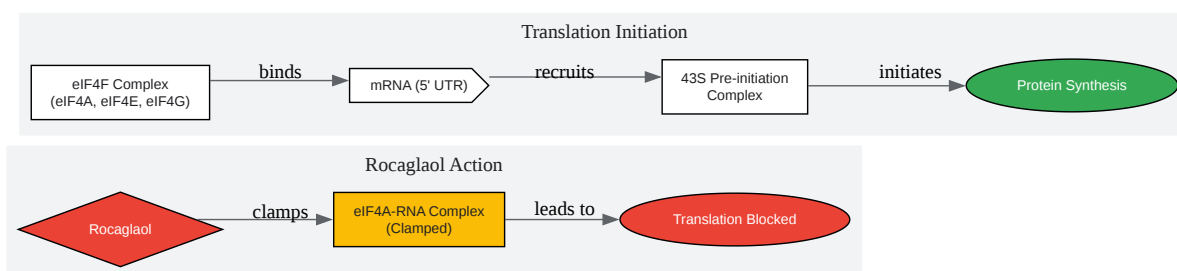 Translation Initiation
eIF4F Complex
(eIF4A, eIF4E, eIF4G)
binds
mRNA (5' UTR)
recruits
43S Pre-initiation
Complex
initiates
Protein Synthesis
Rocaglaol Action
Rocaglaol
clamps
eIF4A-RNA Complex
(Clamped)
leads to
Translation Blocked